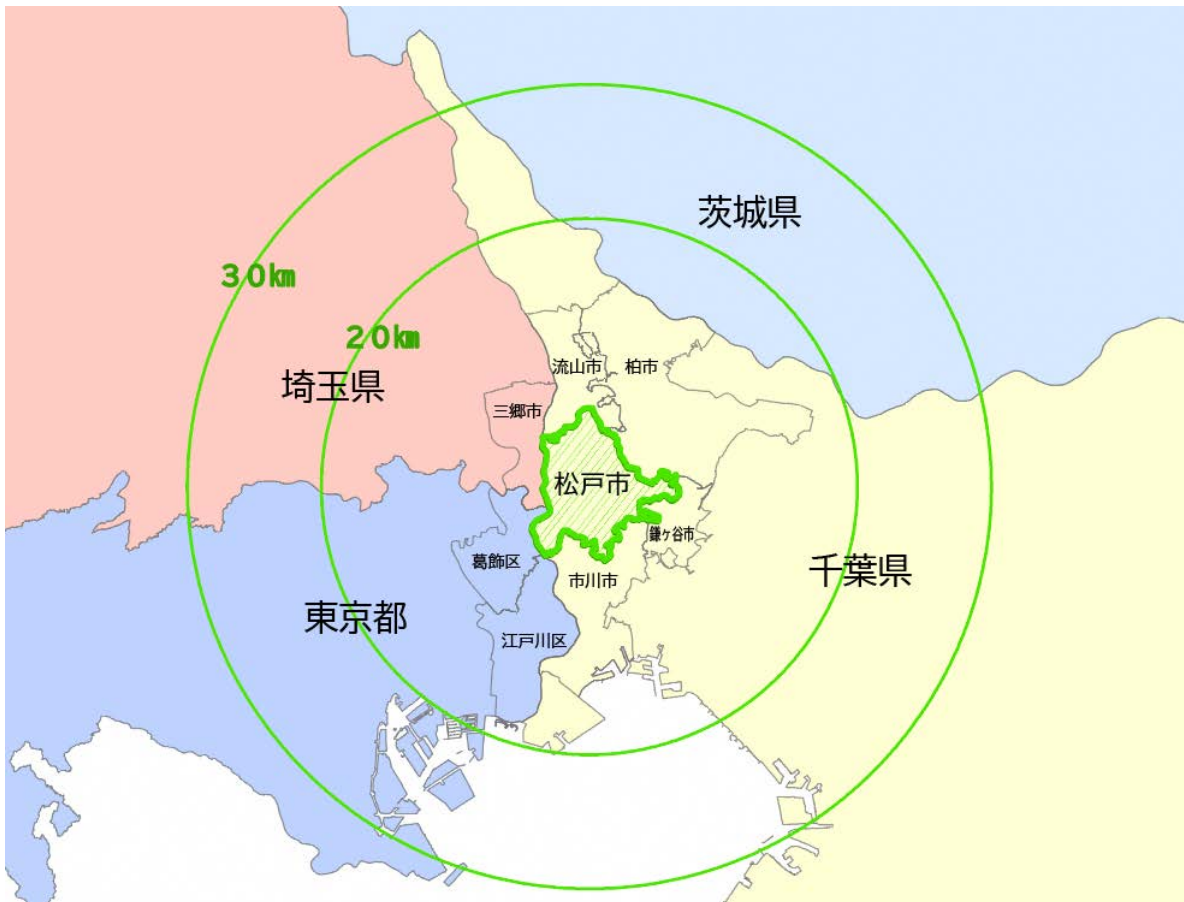 茨城県
30㎞
20㎞
埼玉県
流山市
柏市
三郷市
松戸市
鎌ヶ谷市
葛飾区
市川市
千葉県
東京都
江戸川区